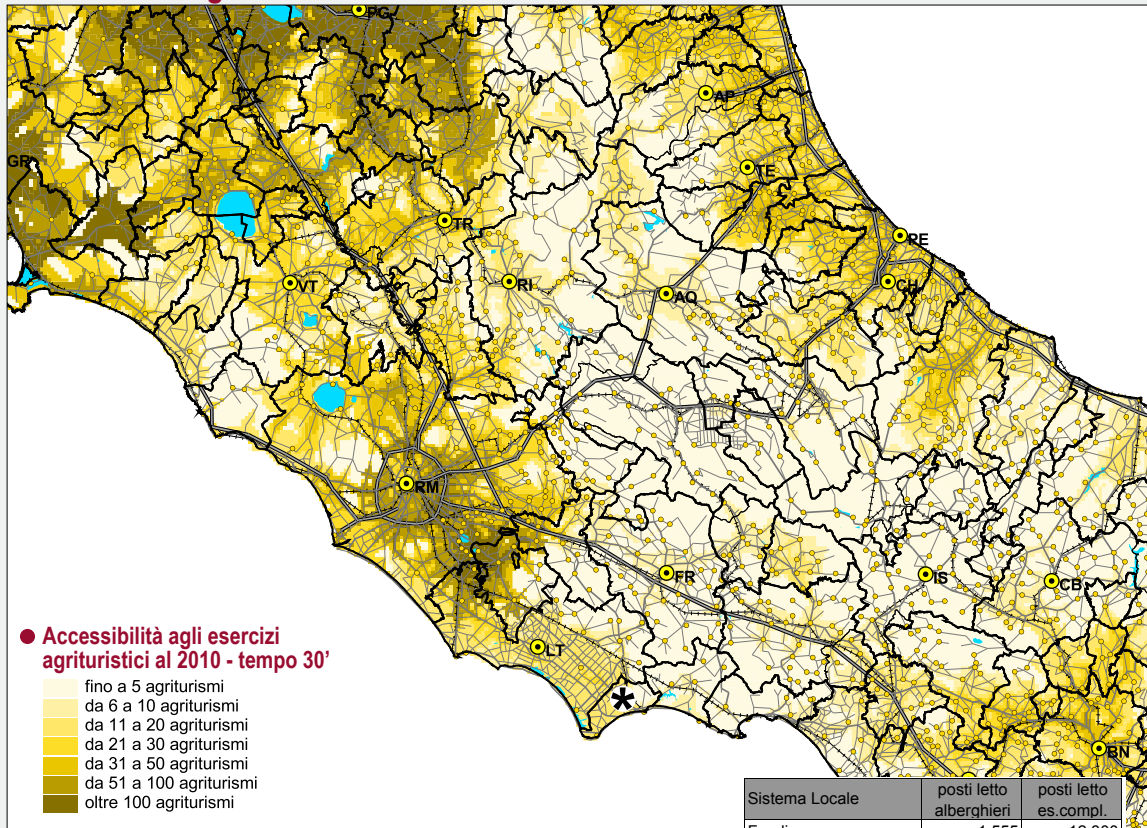 PG
AP
GR
TE
TR
PE
VT
RI
AQ
CH
RM
FR
IS
CB
LT
*
BN
● Accessibilità agli esercizi
agrituristici al 2010 - tempo 30’
fino a 5 agriturismi
da 6 a 10 agriturismi
da 11 a 20 agriturismi
da 21 a 30 agriturismi
da 31 a 50 agriturismi
da 51 a 100 agriturismi
oltre 100 agriturismi
Sistema Locale posti letto alberghieri posti letto es.compl.